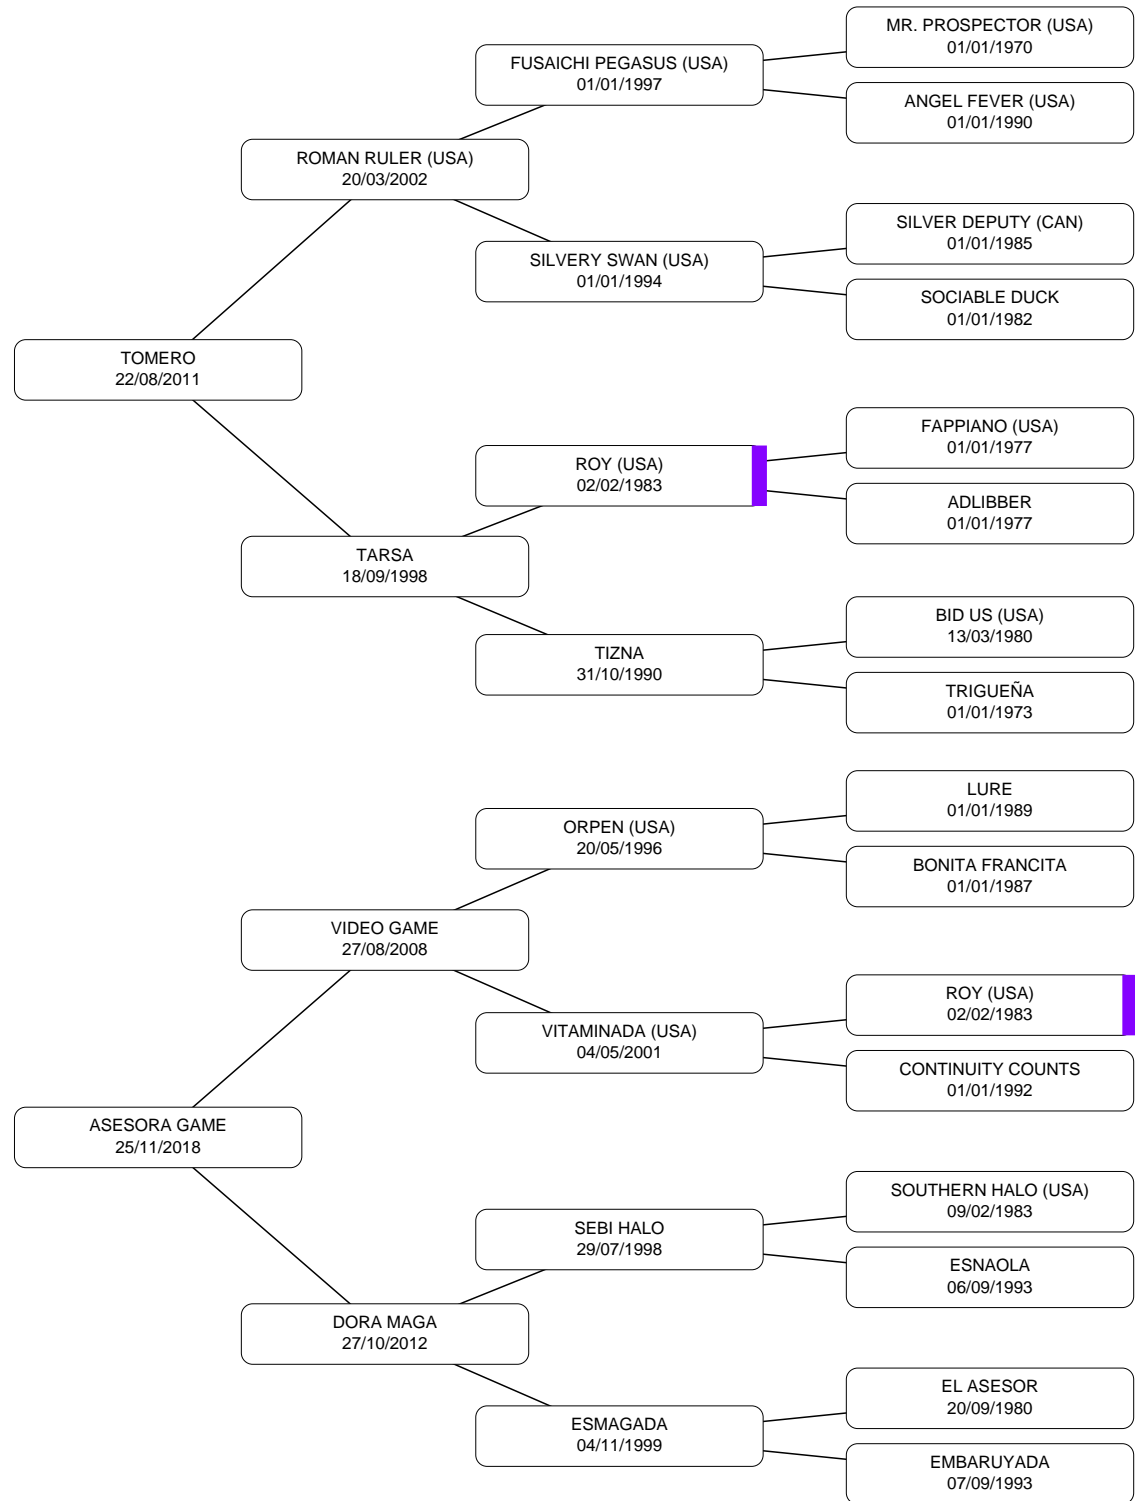 MR. PROSPECTOR (USA)
01/01/1970
FUSAICHI PEGASUS (USA)
01/01/1997
ANGEL FEVER (USA)
01/01/1990
ROMAN RULER (USA)
20/03/2002
SILVER DEPUTY (CAN)
01/01/1985
SILVERY SWAN (USA)
01/01/1994
SOCIABLE DUCK
01/01/1982
TOMERO
22/08/2011
FAPPIANO (USA)
01/01/1977
ROY (USA)
02/02/1983
ADLIBBER
01/01/1977
TARSA
18/09/1998
BID US (USA)
13/03/1980
TIZNA
31/10/1990
TRIGUEÑA
01/01/1973
LURE
01/01/1989
ORPEN (USA)
20/05/1996
BONITA FRANCITA
01/01/1987
VIDEO GAME
27/08/2008
ROY (USA)
02/02/1983
VITAMINADA (USA)
04/05/2001
CONTINUITY COUNTS
01/01/1992
ASESORA GAME
25/11/2018
SOUTHERN HALO (USA)
09/02/1983
SEBI HALO
29/07/1998
ESNAOLA
06/09/1993
DORA MAGA
27/10/2012
EL ASESOR
20/09/1980
ESMAGADA
04/11/1999
EMBARUYADA
07/09/1993